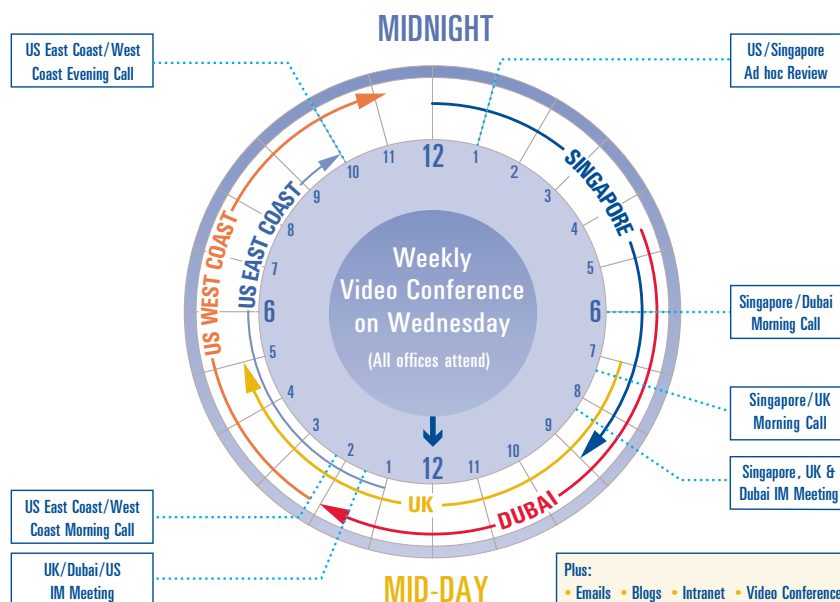 MIDNIGHT
US East Coast/West
Coast Evening Call
US/Singapore
Ad hoc Review
12
1
2
3
4
5
6
7
8
9
10
11
12
1
2
3
4
5
6
7
8
9
10
11
SINGAPORE
US WEST COAST
US EAST COAST
Weekly
Video Conference
on Wednesday
(All offices attend)
Singapore/Dubai
Morning Call
Singapore/UK
Morning Call
Singapore, UK &
Dubai IM Meeting
UK
DUBAI
US East Coast/West
Coast Morning Call
UK/Dubai/US
IM Meeting
MID-DAY
Plus:
• Emails • Blogs • Intranet • Video Conference